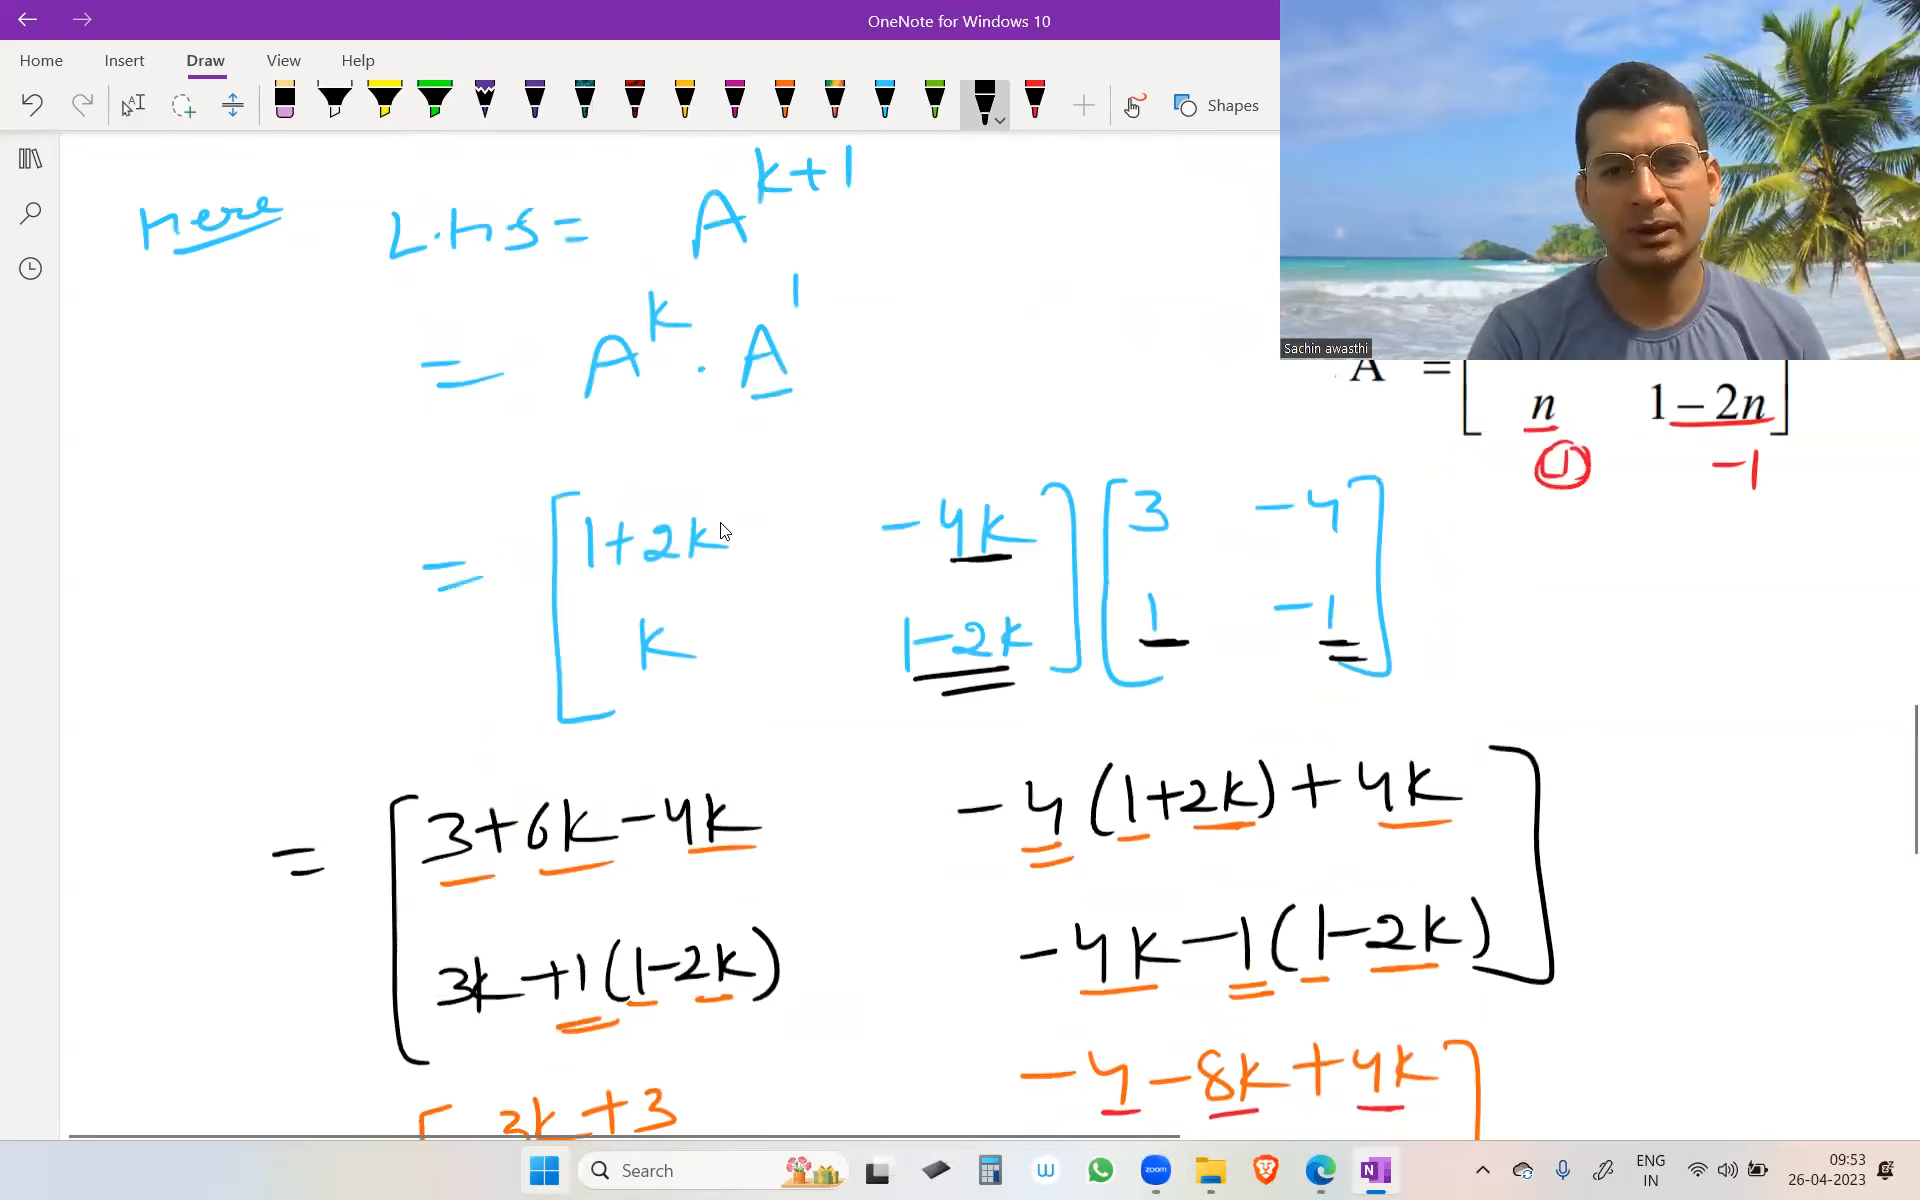 OneNote for Windows 10
Home Insert Draw View Help
Shapes
Here L.H.S = A^{k+1}
= A^k . A^1
Sachin awasthi
A =
n 1 – 2n
1 -1
= [1+2k -4k] [3 -4]
[k 1-2k] [1 -1]
= [3+6k-4k -4(1+2k)+4k]
[3k+1(1-2k) -4k-1(1-2k)]
[2k+3 -4-8k+4k]
Search
zoom
ENG
IN
09:53
26-04-2023